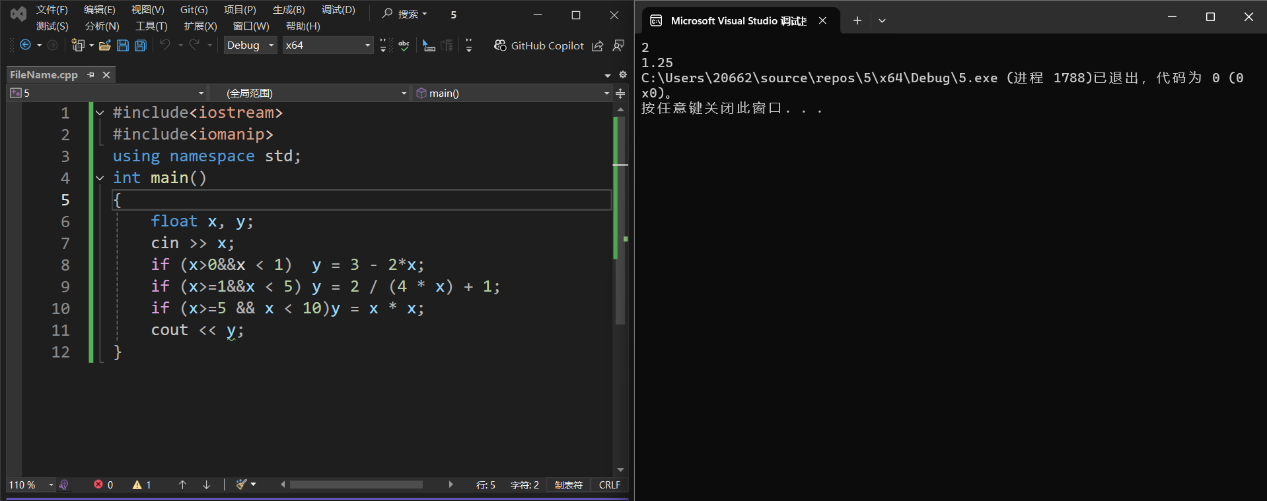 文件(F) 编辑(E) 视图(V) Git(G) 项目(P) 生成(B) 调试(D) 搜索 5
测试(S) 分析(N) 工具(T) 扩展(X) 窗口(W) 帮助(H)
Debug x64 abc GitHub Copilot
FileName.cpp
5 (全局范围) main()
1 #include<iostream>
2 #include<iomanip>
3 using namespace std;
4 int main()
5 {
6 float x, y;
7 cin >> x;
8 if (x>0&&x < 1)  y = 3 - 2*x;
9 if (x>=1&&x < 5) y = 2 / (4 * x) + 1;
10 if (x>=5 && x < 10)y = x * x;
11 cout << y;
12 }
110 % 0 1 行: 5 字符: 2 制表符 CRLF
Microsoft Visual Studio 调试
2
1.25
C:\Users\20662\source\repos\5\x64\Debug\5.exe (进程 1788)已退出，代码为 0 (0
x0)。
按任意键关闭此窗口. . .